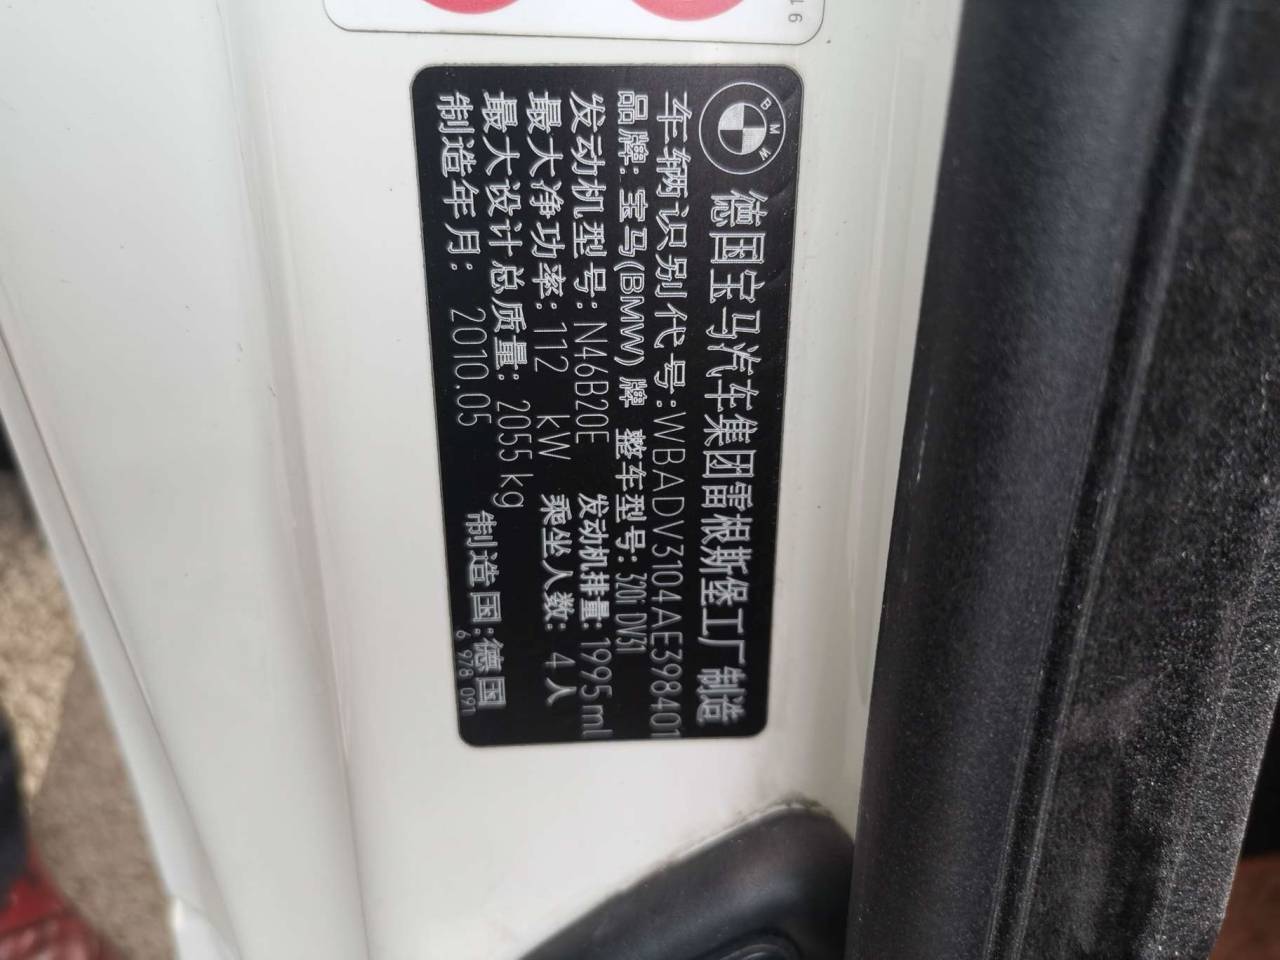 16
BMW
德国宝马汽车集团雷根斯堡工厂 制造
车辆识别代号:WBADV3104AE398401
品牌: 宝马(BMW) 牌 整车型号: 320i DV31
发动机型号: N46B20E 发动机排量: 1995ml
最大净功率: 112 kW 乘坐人数: 4人
最大设计总质量: 2055kg
制造年月: 2010.05 制造国: 德国
6 978 091